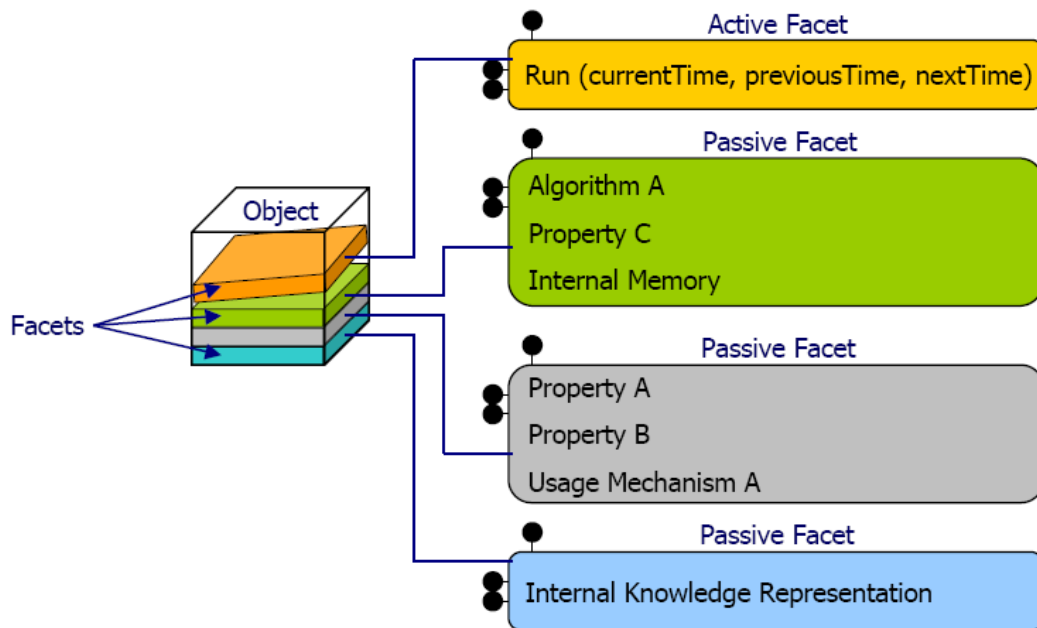 Active Facet
Run (currentTime, previousTime, nextTime)
Passive Facet
Algorithm A
Property C
Internal Memory
Object
Facets
Passive Facet
Property A
Property B
Usage Mechanism A
Passive Facet
Internal Knowledge Representation